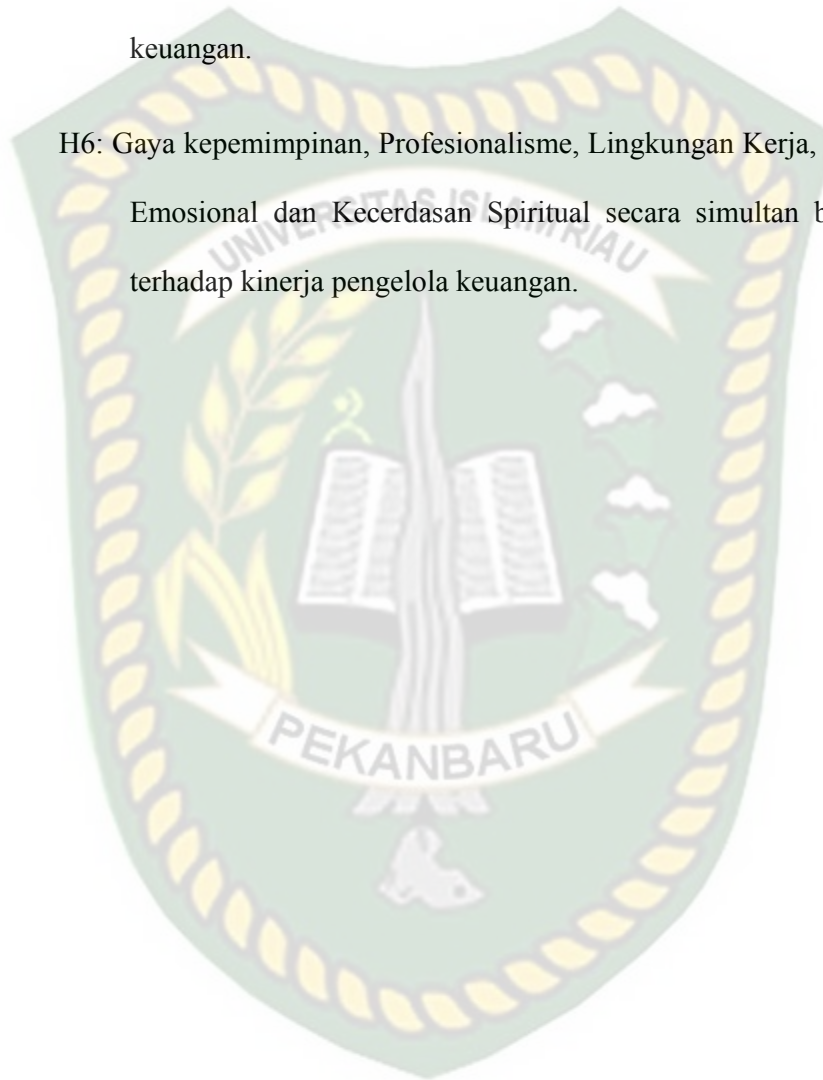 keuangan.
H6: Gaya kepemimpinan, Profesionalisme, Lingkungan Kerja,
Emosional dan Kecerdasan Spiritual secara simultan b
terhadap kinerja pengelola keuangan.
UNIVERSITAS ISLAM RIAU
PEKANBARU